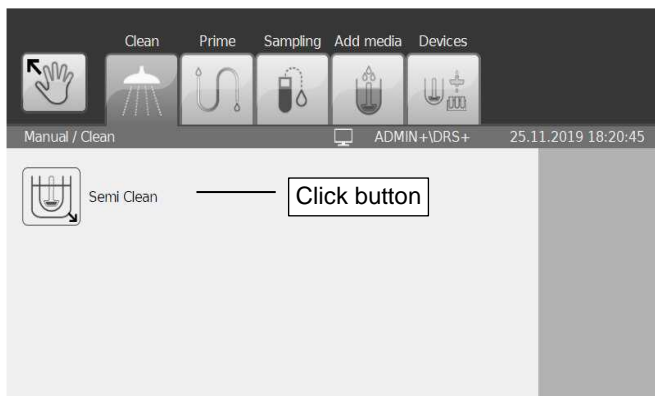 Clean Prime Sampling Add media Devices
Manual / Clean ADMIN+\DRS+ 25.11.2019 18:20:45
Semi Clean Click button